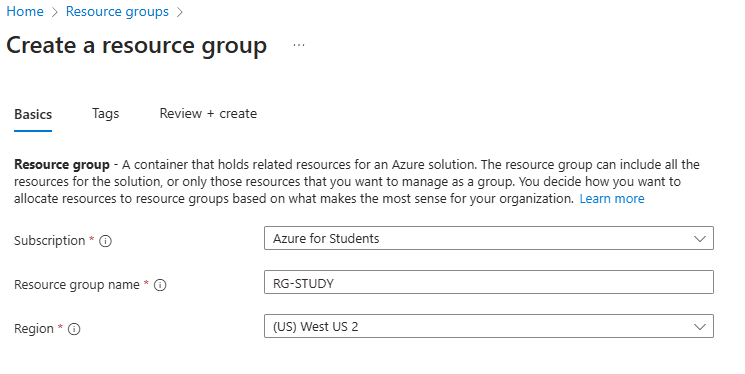 Home > Resource groups >
Create a resource group ...
Basics Tags Review + create
Resource group - A container that holds related resources for an Azure solution. The resource group can include all the
resources for the solution, or only those resources that you want to manage as a group. You decide how you want to
allocate resources to resource groups based on what makes the most sense for your organization. Learn more
Subscription * Azure for Students
Resource group name * RG-STUDY
Region * (US) West US 2